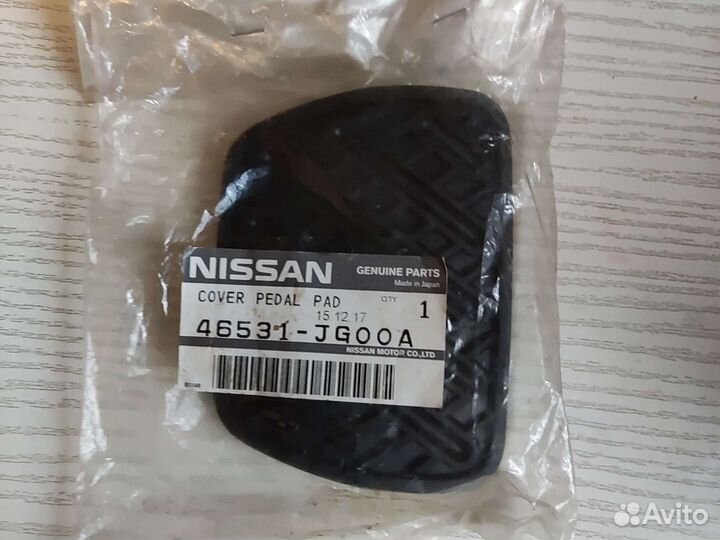 NISSAN
GENUINE PARTS
Made in Japan
COVER PEDAL PAD
QTY
1
15 12.17
46531-JG00A
NISSAN MOTOR CO.,LTD.
Avito